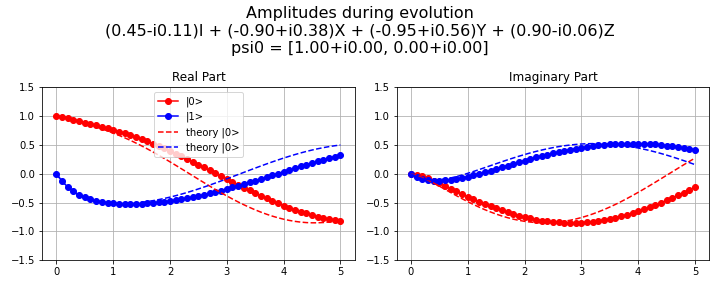 Amplitudes during evolution
(0.45-i0.11)I + (-0.90+i0.38)X + (-0.95+i0.56)Y + (0.90-i0.06)Z
psi0 = [1.00+i0.00, 0.00+i0.00]
Real Part
1.5
1.0
0.5
0.0
−0.5
−1.0
−1.5
0 1 2 3 4 5
|0>
|1>
theory |0>
theory |0>
Imaginary Part
1.5
1.0
0.5
0.0
−0.5
−1.0
−1.5
0 1 2 3 4 5